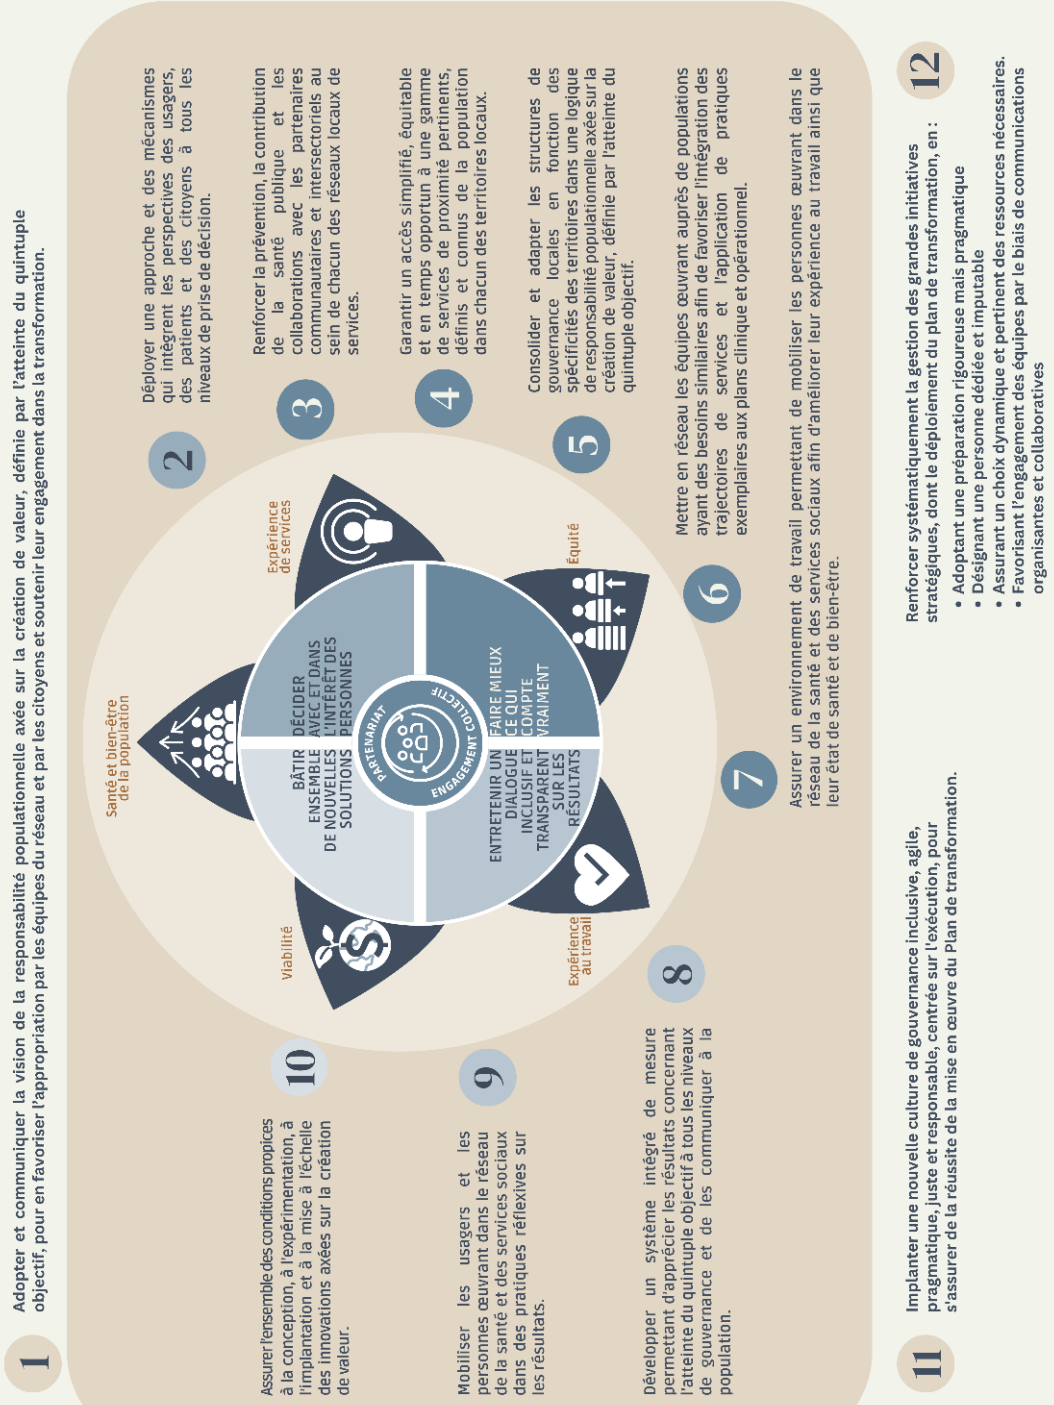 1
Adopter et communiquer la vision de la responsabilité populationnelle axée sur la création de valeur, définie par l'atteinte du quintuple
objectif, pour en favoriser l'appropriation par les équipes du réseau et par les citoyens et soutenir leur engagement dans la transformation.
2
Déployer une approche et des mécanismes
qui intègrent les perspectives des usagers,
des patients et des citoyens à tous les
niveaux de prise de décision.
3
Renforcer la prévention, la contribution
de la santé publique et les
collaborations avec les partenaires
communautaires et intersectoriels au
sein de chacun des réseaux locaux de
services.
4
Garantir un accès simplifié, équitable
et en temps opportun à une gamme
de services de proximité pertinents,
définis et connus de la population
dans chacun des territoires locaux.
5
Consolider et adapter les structures de
gouvernance locales en fonction des
spécificités des territoires dans une logique
de responsabilité populationnelle axée sur la
création de valeur, définie par l'atteinte du
quintuple objectif.
6
Mettre en réseau les équipes œuvrant auprès de populations
ayant des besoins similaires afin de favoriser l'intégration des
trajectoires de services et l'application de pratiques
exemplaires aux plans clinique et opérationnel.
7
Assurer un environnement de travail permettant de mobiliser les personnes œuvrant dans le
réseau de la santé et des services sociaux afin d'améliorer leur expérience au travail ainsi que
leur état de santé et de bien-être.
8
Développer un système intégré de mesure
permettant d'apprécier les résultats concernant
l'atteinte du quintuple objectif à tous les niveaux
de gouvernance et de les communiquer à la
population.
9
Mobiliser les usagers et les
personnes œuvrant dans le réseau
de la santé et des services sociaux
dans des pratiques réflexives sur
les résultats.
10
Assurer l'ensemble des conditions propices
à la conception, à l'expérimentation, à
l'implantation et à la mise à l'échelle
des innovations axées sur la création
de valeur.
Santé et bien-être
de la population
Expérience
de services
Équité
Expérience
au travail
Viabilité
$
BÂTIR
ENSEMBLE
DE NOUVELLES
SOLUTIONS
DÉCIDER
AVEC ET DANS
L'INTÉRÊT DES
PERSONNES
ENTRETENIR UN
DIALOGUE
INCLUSIF ET
TRANSPARENT
SUR LES
RÉSULTATS
FAIRE MIEUX
CE QUI
COMPTE
VRAIMENT
PARTENARIAT
ENGAGEMENT COLLECTIF
11
Implanter une nouvelle culture de gouvernance inclusive, agile,
pragmatique, juste et responsable, centrée sur l'exécution, pour
s'assurer de la réussite de la mise en œuvre du Plan de transformation.
12
Renforcer systématiquement la gestion des grandes initiatives
stratégiques, dont le déploiement du plan de transformation, en :
• Adoptant une préparation rigoureuse mais pragmatique
• Désignant une personne dédiée et imputable
• Assurant un choix dynamique et pertinent des ressources nécessaires.
• Favorisant l'engagement des équipes par le biais de communications
organisantes et collaboratives